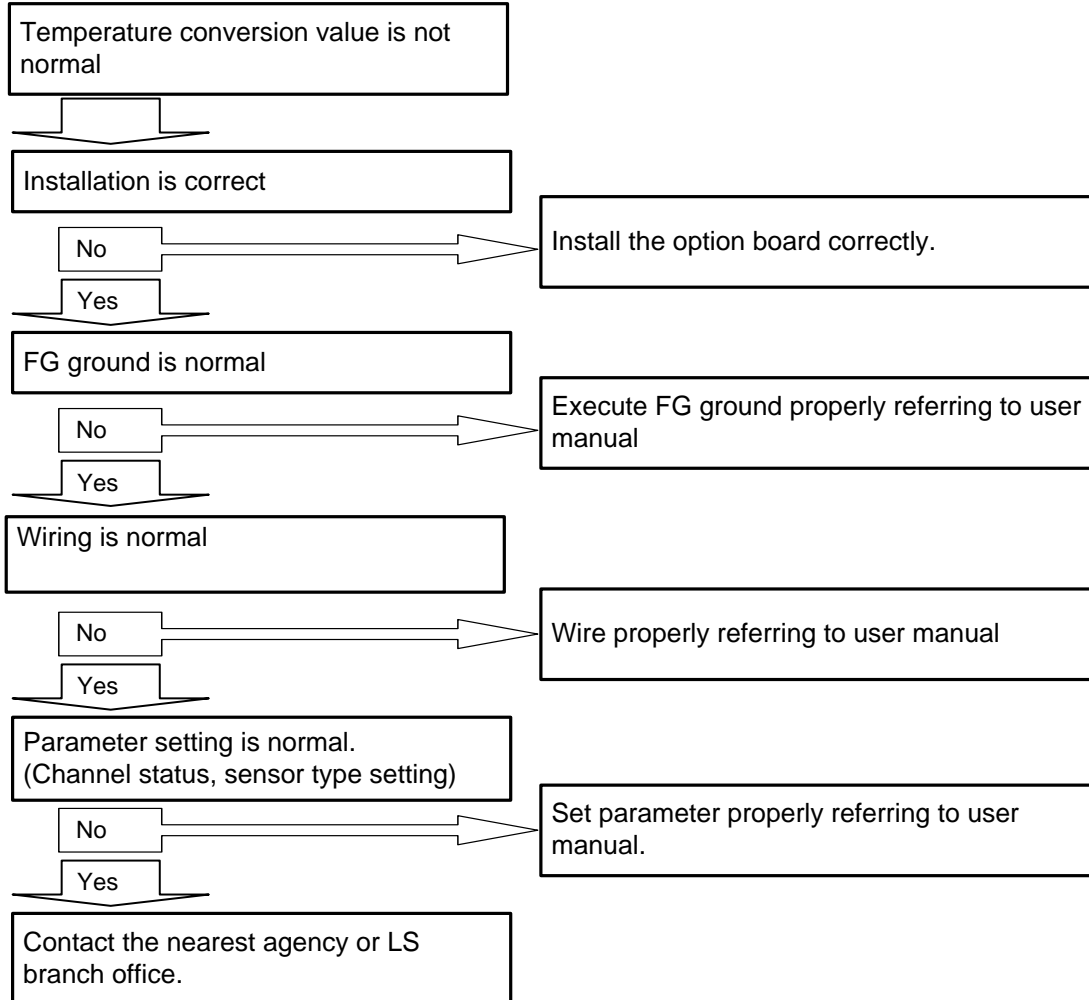 Temperature conversion value is not
normal
Installation is correct
No
Install the option board correctly.
Yes
FG ground is normal
No
Execute FG ground properly referring to user
manual
Yes
Wiring is normal
No
Wire properly referring to user manual
Yes
Parameter setting is normal.
(Channel status, sensor type setting)
No
Set parameter properly referring to user
manual.
Yes
Contact the nearest agency or LS
branch office.